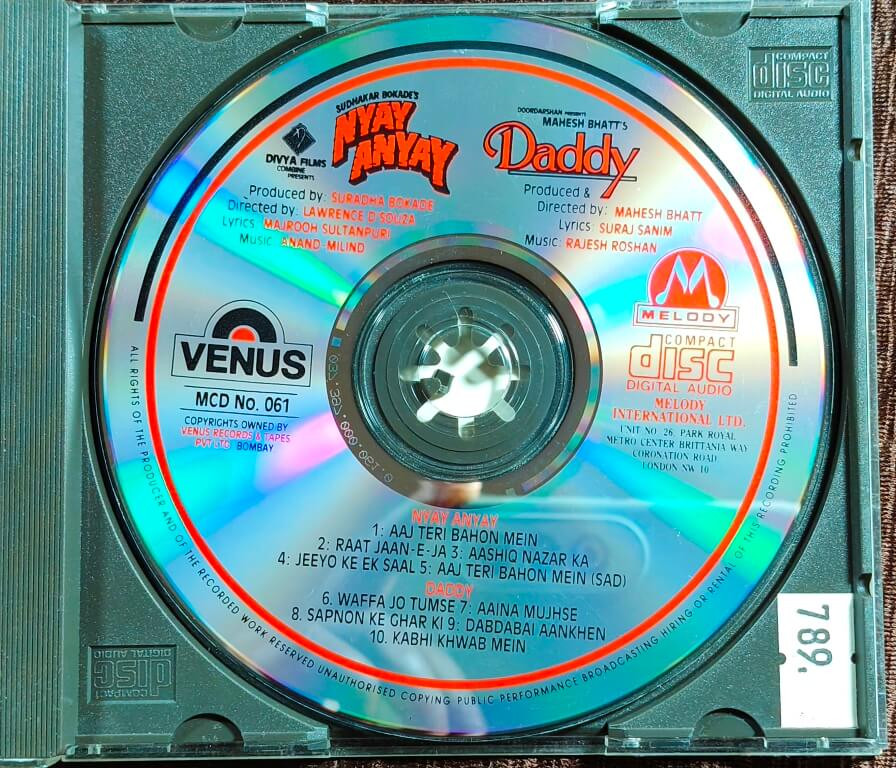 COMPACT
disc
DIGITAL AUDIO
SUDHAKAR BOKADE'S
NYAY
ANYAY
DIVYA FILMS
COMBINE
PRESENTS
Produced by: SURADHA BOKADE
Directed by: LAWRENCE D'SOUZA
Lyrics: MAJROOH SULTANPURI
Music: ANAND-MILIND
DOORDARSHAN PRESENTS
MAHESH BHATT'S
Daddy
Produced &
Directed by: MAHESH BHATT
Lyrics: SURAJ SANIM
Music: RAJESH ROSHAN
VENUS
MCD No. 061
COPYRIGHTS OWNED BY
VENUS RECORDS & TAPES
PVT LTD. BOMBAY
MELODY
COMPACT
disc
DIGITAL AUDIO
MELODY
INTERNATIONAL LTD.
UNIT NO. 26, PARK ROYAL
METRO CENTER BRITTANIA WAY
CORONATION ROAD
LONDON NW 10
NYAY ANYAY
1: AAJ TERI BAHON MEIN
2: RAAT JAAN-E-JA 3: AASHIQ NAZAR KA
4: JEEYO KE EK SAAL 5: AAJ TERI BAHON MEIN (SAD)
DADDY
6. WAFFA JO TUMSE 7: AAINA MUJHSE
8: SAPNON KE GHAR KI 9: DABDABAI AANKHEN
10. KABHI KHWAB MEIN
ALL RIGHTS OF THE PRODUCER AND OF THE RECORDED WORK RESERVED UNAUTHORISED COPYING PUBLIC PERFORMANCE BROADCASTING HIRING OR RENTAL OF THIS RECORDING PROHIBITED
789.
COMPACT
disc
DIGITAL AUDIO